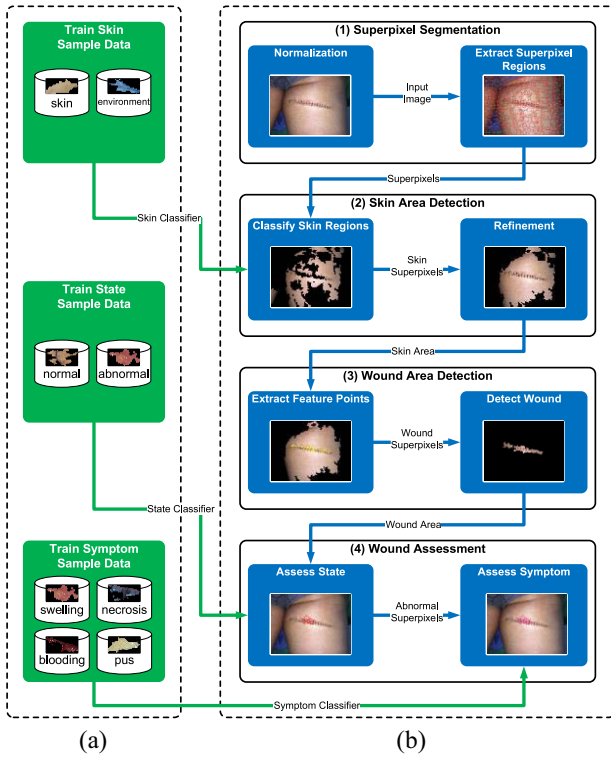 Train Skin
Sample Data
skin
environment
Skin Classifier
Train State
Sample Data
normal
abnormal
State Classifier
Train Symptom
Sample Data
swelling
necrosis
blooding
pus
Symptom Classifier
(a)
(1) Superpixel Segmentation
Normalization
Input
Image
Extract Superpixel
Regions
Superpixels
(2) Skin Area Detection
Classify Skin Regions
Skin
Superpixels
Refinement
Skin Area
(3) Wound Area Detection
Extract Feature Points
Wound
Superpixels
Detect Wound
Wound Area
(4) Wound Assessment
Assess State
Abnormal
Superpixels
Assess Symptom
(b)